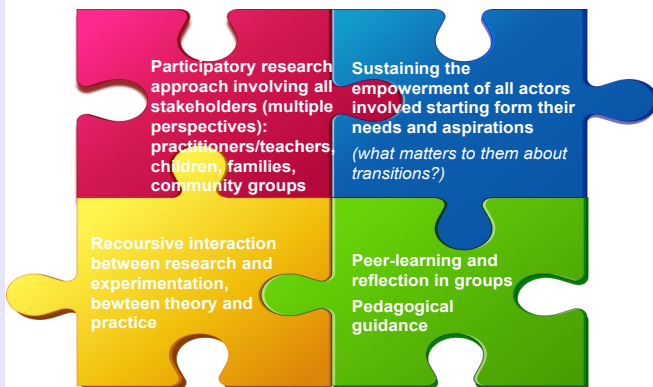 Participatory research
approach involving all
stakeholders (multiple
perspectives):
practitioners/teachers,
children, families,
community groups
Sustaining the
empowerment of all actors
involved starting form their
needs and aspirations
(what matters to them about
transitions?)
Recoursive interaction
between research and
experimentation,
bewteen theory and
practice
Peer-learning and
reflection in groups
Pedagogical
guidance